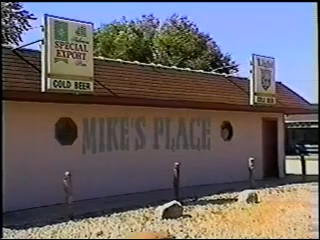 SPECIAL
EXPORT
COLD BEER
COLD BEER
MIKE'S PLACE